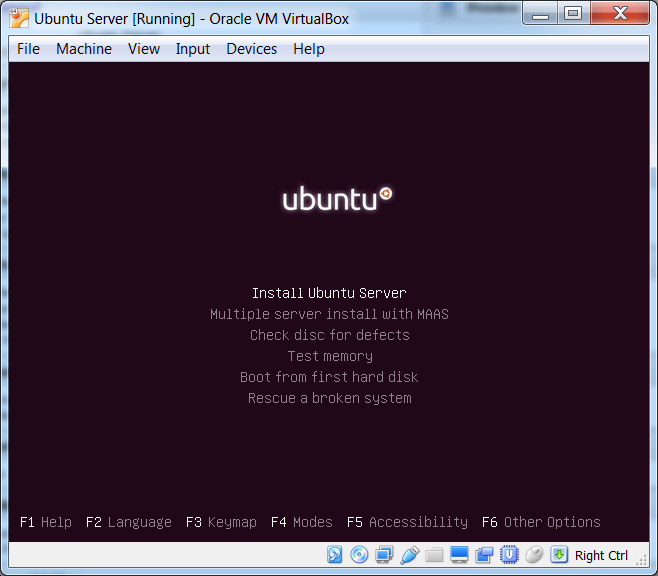 Ubuntu Server [Running] - Oracle VM VirtualBox
File Machine View Input Devices Help
ubuntu
Install Ubuntu Server
Multiple server install with MAAS
Check disc for defects
Test memory
Boot from first hard disk
Rescue a broken system
F1 Help F2 Language F3 Keymap F4 Modes F5 Accessibility F6 Other Options
Right Ctrl